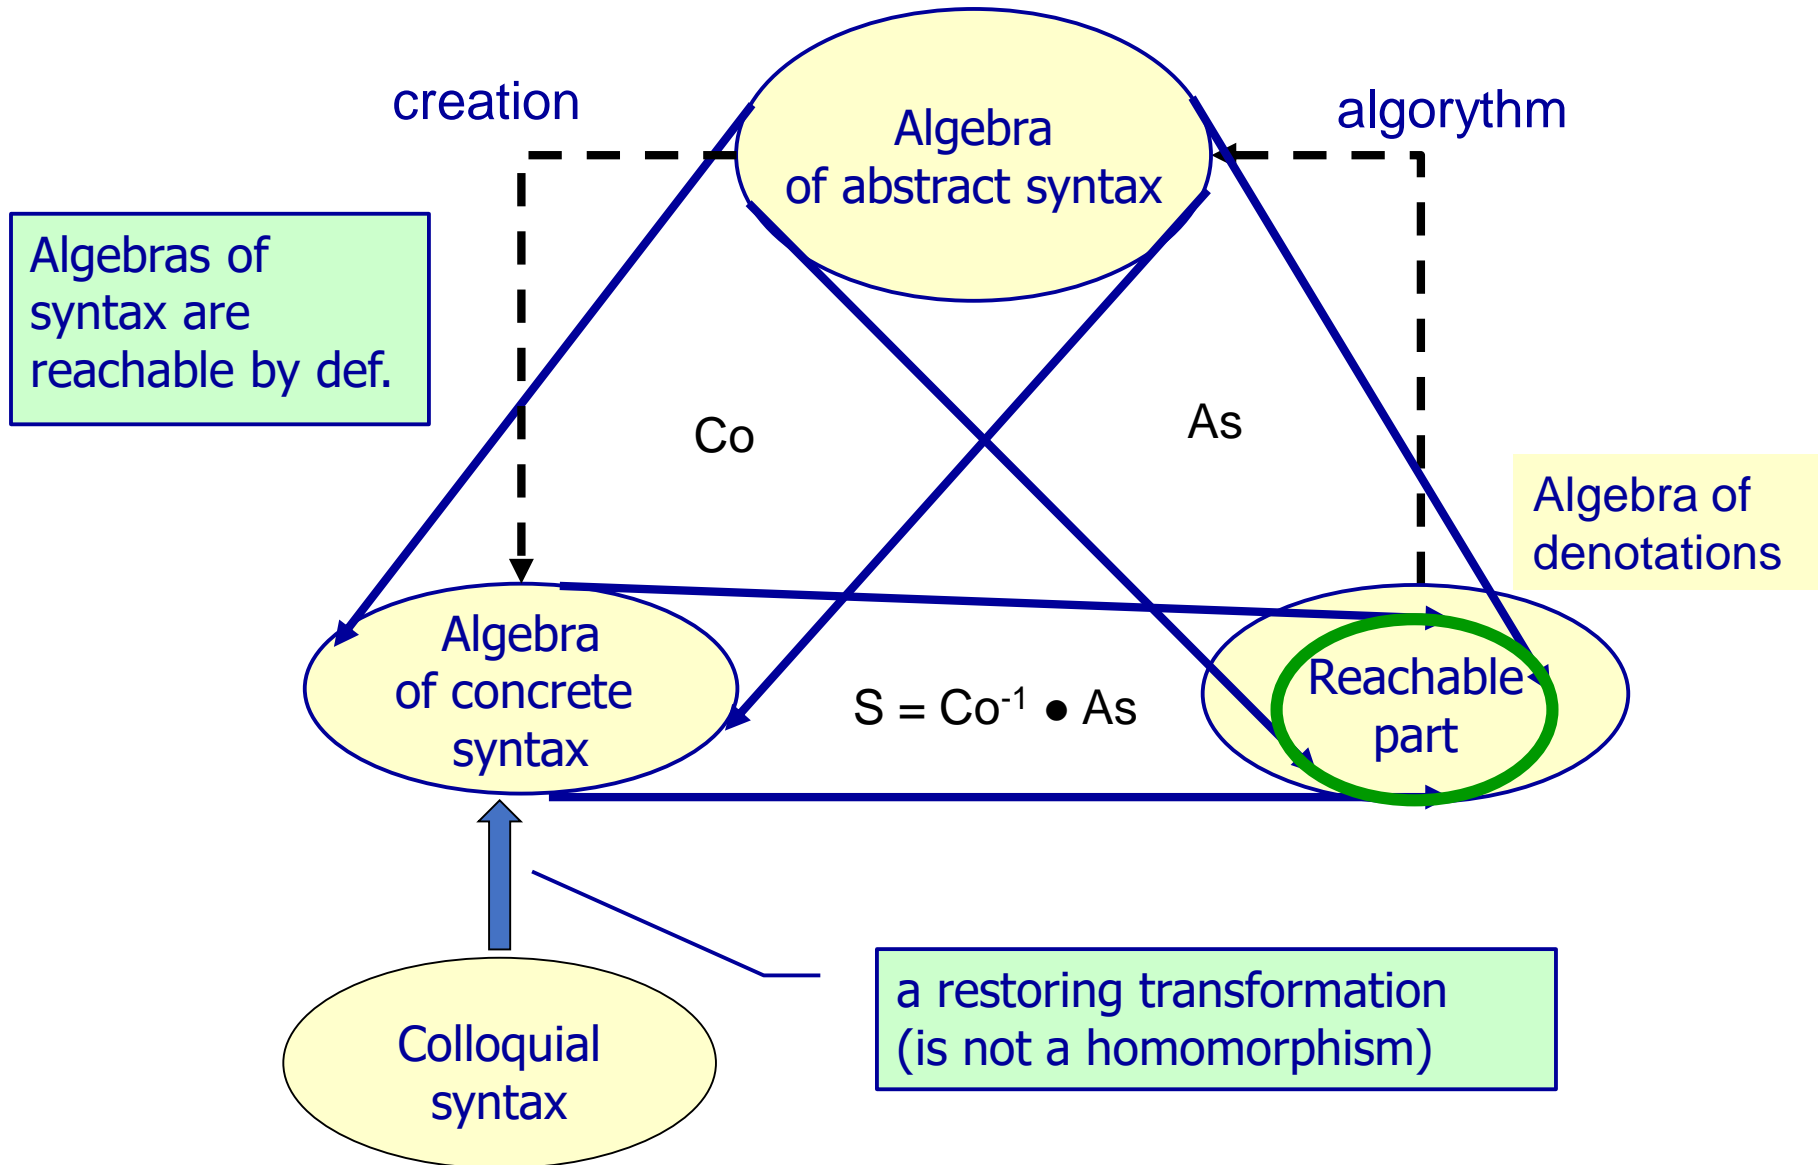 creation
Algebra
of abstract syntax
algorythm
Algebras of
syntax are
reachable by def.
Co
As
Algebra of
denotations
Algebra
of concrete
syntax
S = Co⁻¹ ● As
Reachable
part
a restoring transformation
(is not a homomorphism)
Colloquial
syntax